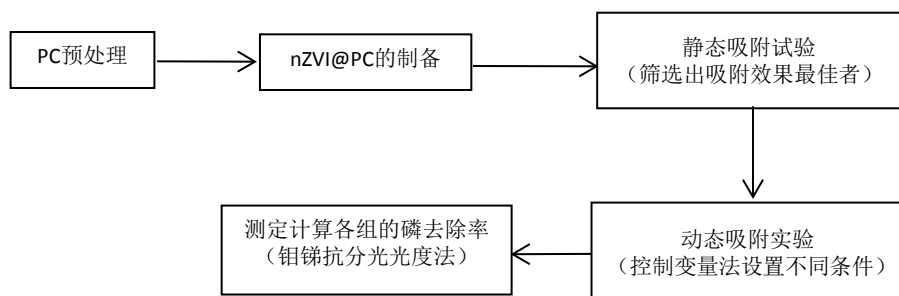 PC预处理
nZVI@PC的制备
静态吸附试验
（筛选出吸附效果最佳者）
动态吸附实验
（控制变量法设置不同条件）
测定计算各组的磷去除率
（钼锑抗分光光度法）